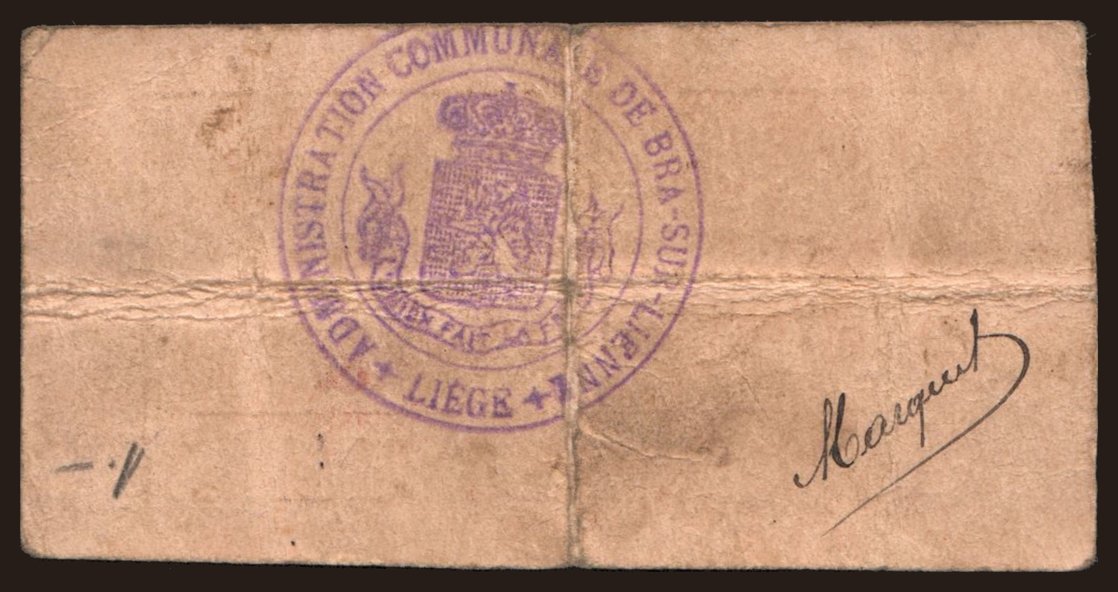 ADMINISTRATION COMMUNALE DE BRA-SUR-LIENNE
LIÉGE
Marquet